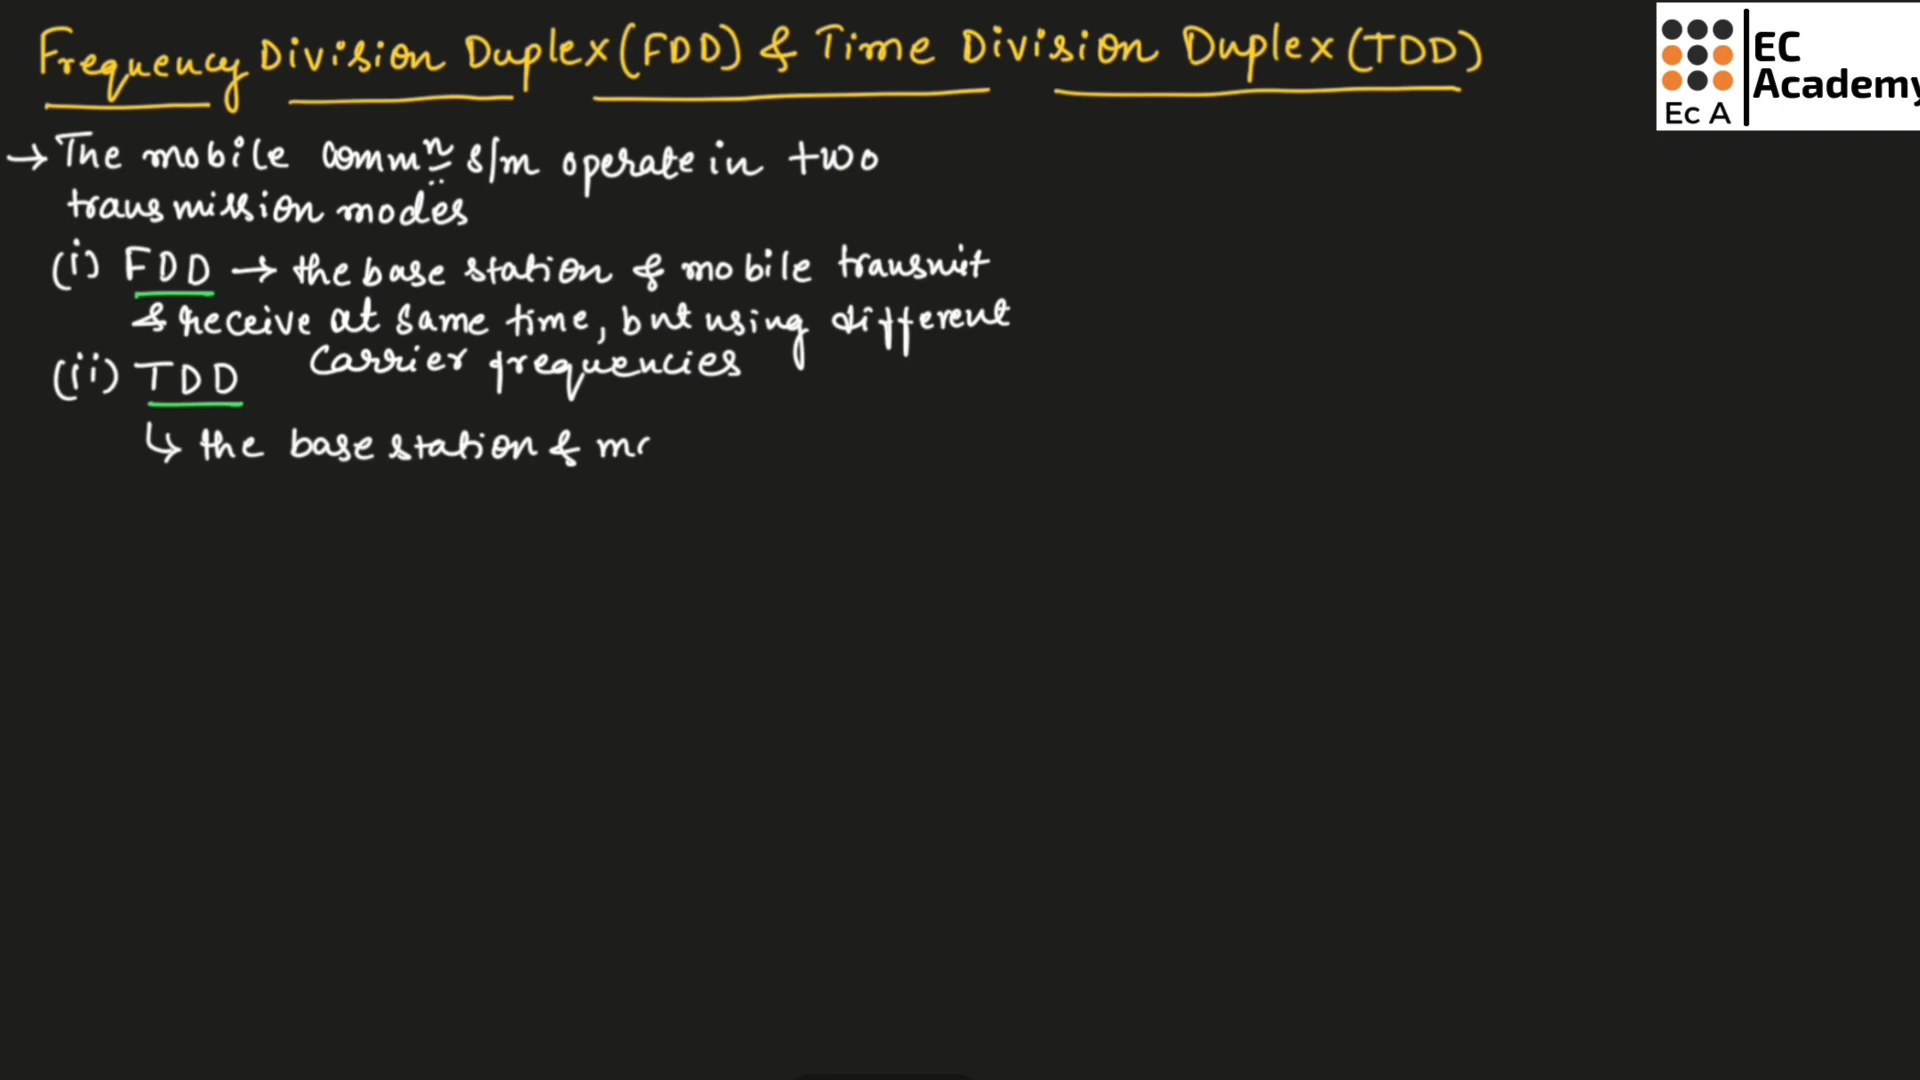 Frequency Division Duplex (FDD) & Time Division Duplex (TDD)
EC
Academy
Ec A
→ The mobile commⁿ s/m operate in two
transmission modes
(i) FDD → the base station & mobile transmit
& receive at same time, but using different
carrier frequencies
(ii) TDD
↳ the base station & mo